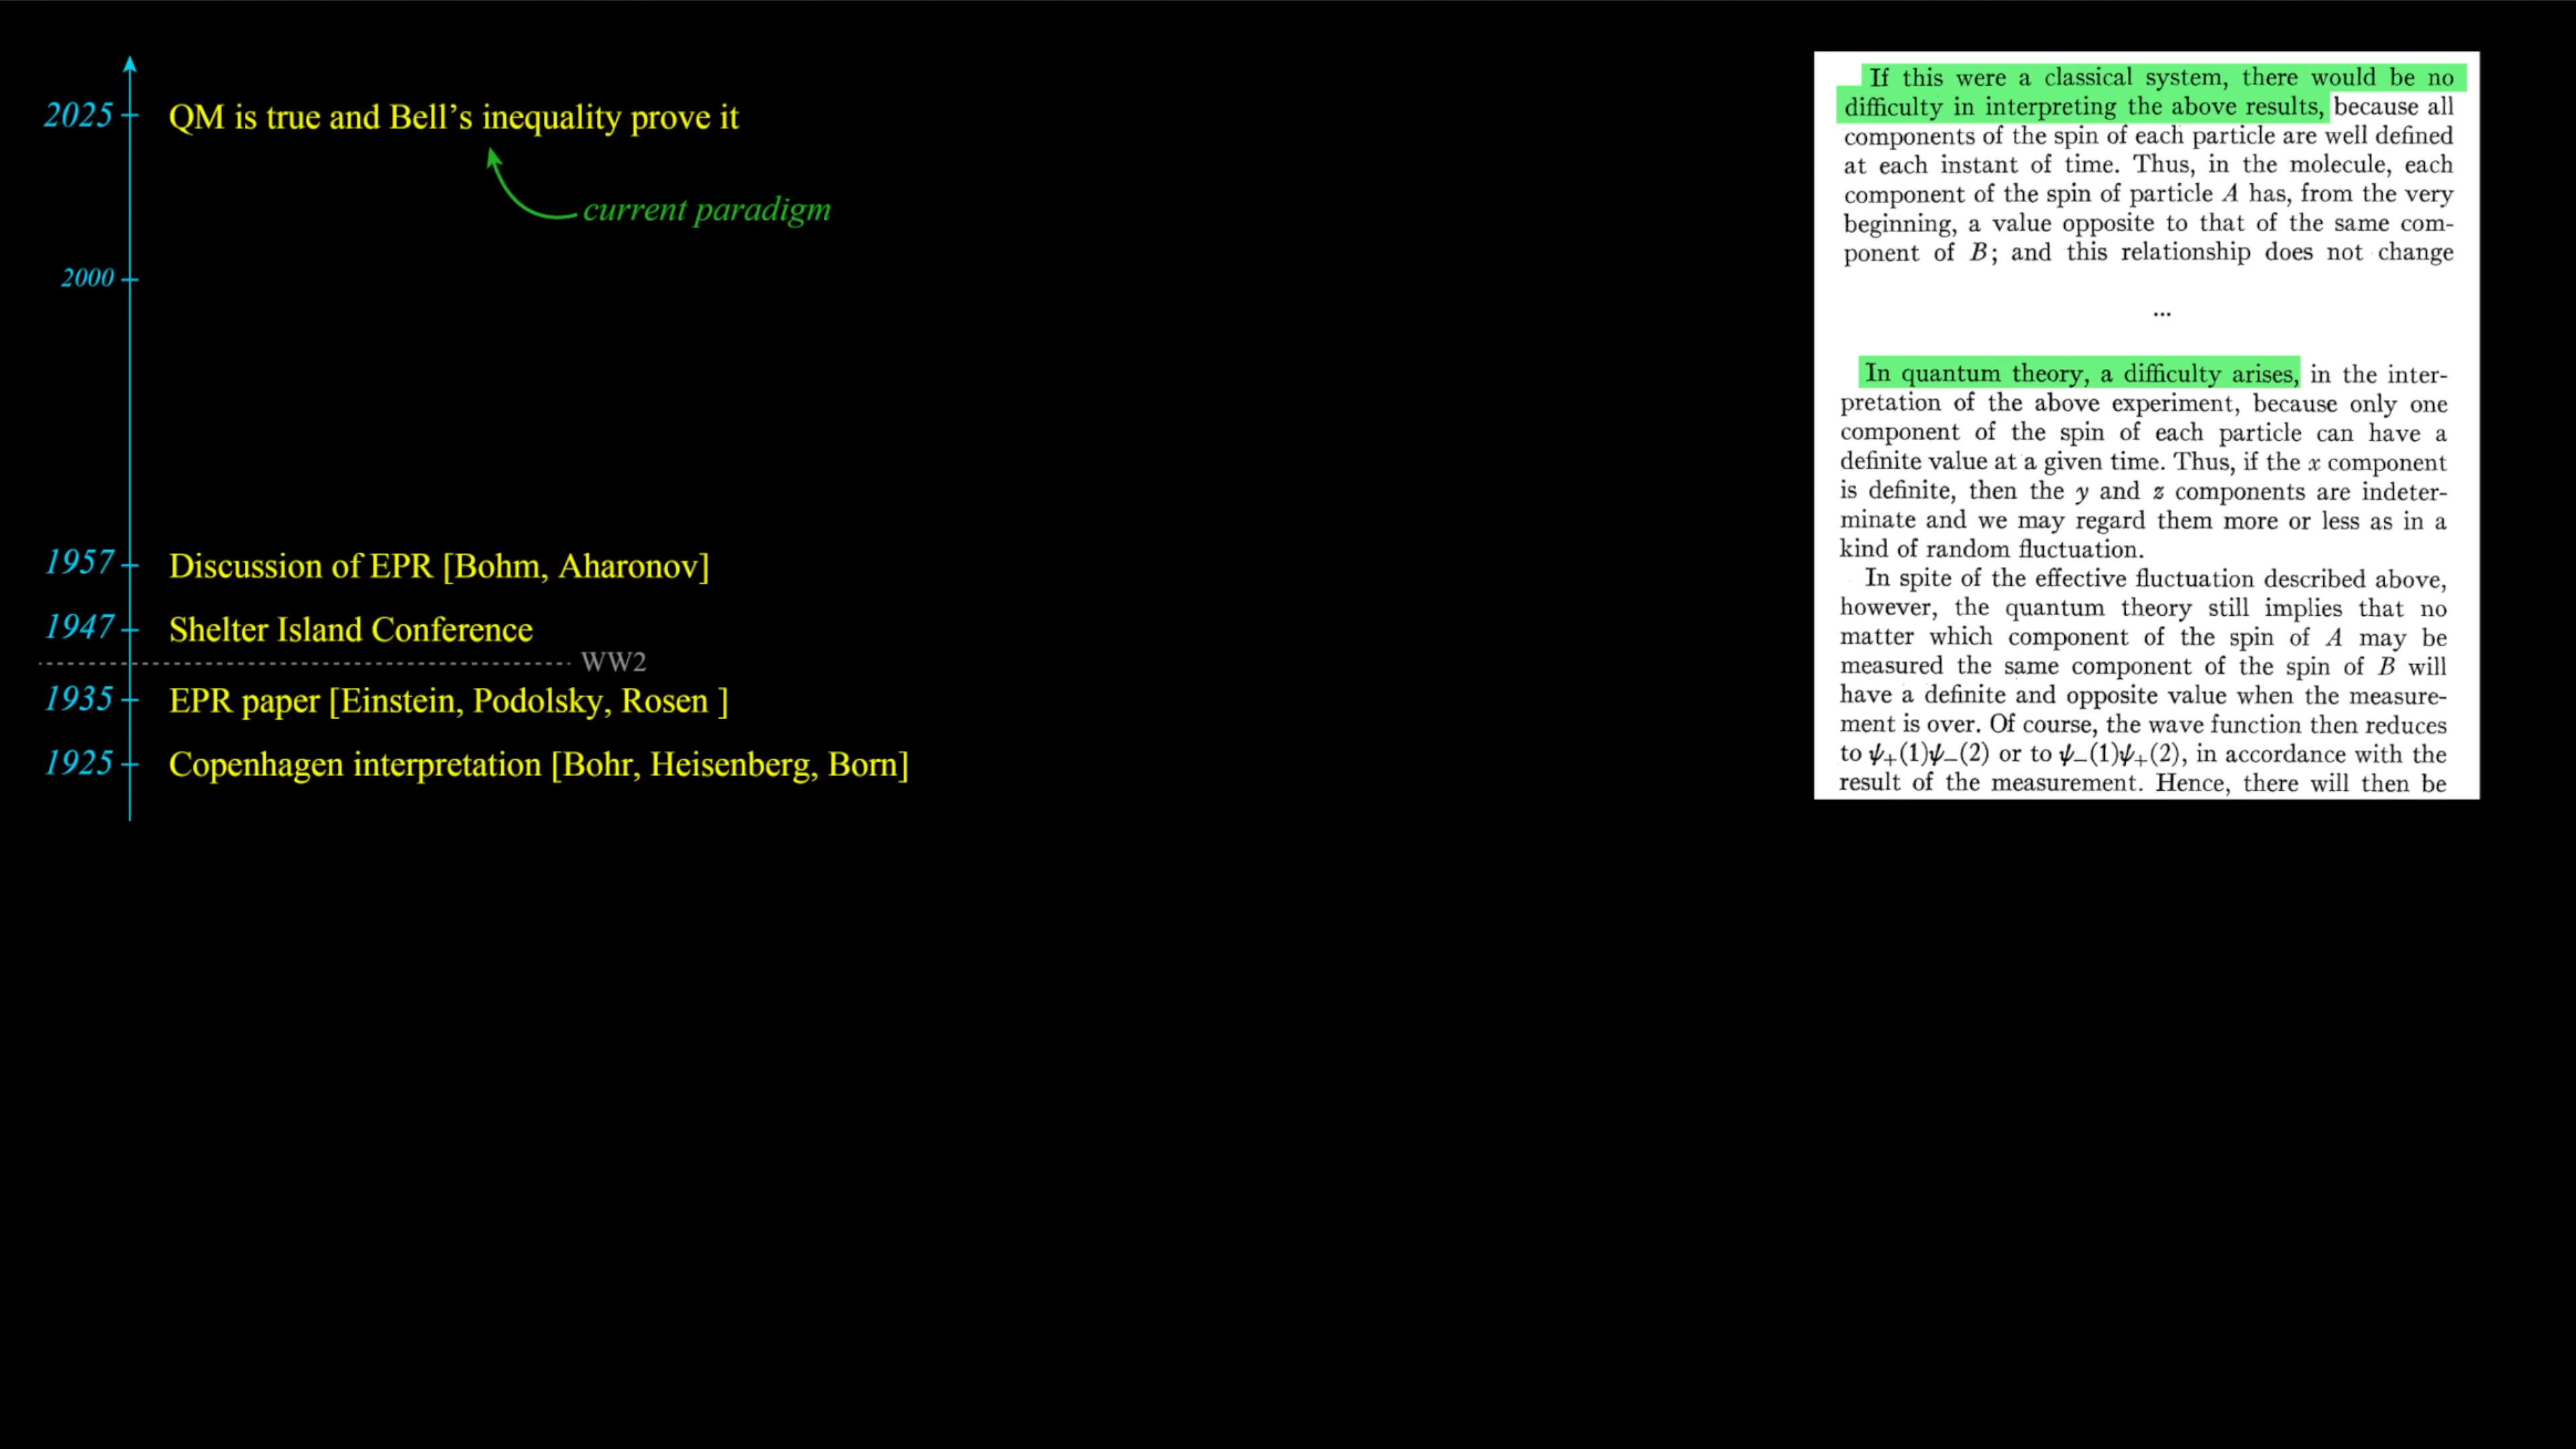 2025
QM is true and Bell’s inequality prove it
current paradigm
2000
1957
Discussion of EPR [Bohm, Aharonov]
1947
Shelter Island Conference
WW2
1935
EPR paper [Einstein, Podolsky, Rosen ]
1925
Copenhagen interpretation [Bohr, Heisenberg, Born]
If this were a classical system, there would be no
difficulty in interpreting the above results, because all
components of the spin of each particle are well defined
at each instant of time. Thus, in the molecule, each
component of the spin of particle A has, from the very
beginning, a value opposite to that of the same com-
ponent of B; and this relationship does not change
...
In quantum theory, a difficulty arises, in the inter-
pretation of the above experiment, because only one
component of the spin of each particle can have a
definite value at a given time. Thus, if the x component
is definite, then the y and z components are indeter-
minate and we may regard them more or less as in a
kind of random fluctuation.
In spite of the effective fluctuation described above,
however, the quantum theory still implies that no
matter which component of the spin of A may be
measured the same component of the spin of B will
have a definite and opposite value when the measure-
ment is over. Of course, the wave function then reduces
to ψ₊(1)ψ₋(2) or to ψ₋(1)ψ₊(2), in accordance with the
result of the measurement. Hence, there will then be